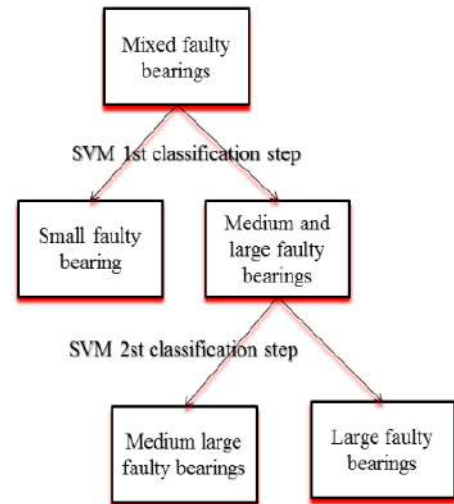 Mixed faulty
bearings
SVM 1st classification step
Small faulty
bearing
Medium and
large faulty
bearings
SVM 2st classification step
Medium large
faulty bearings
Large faulty
bearings